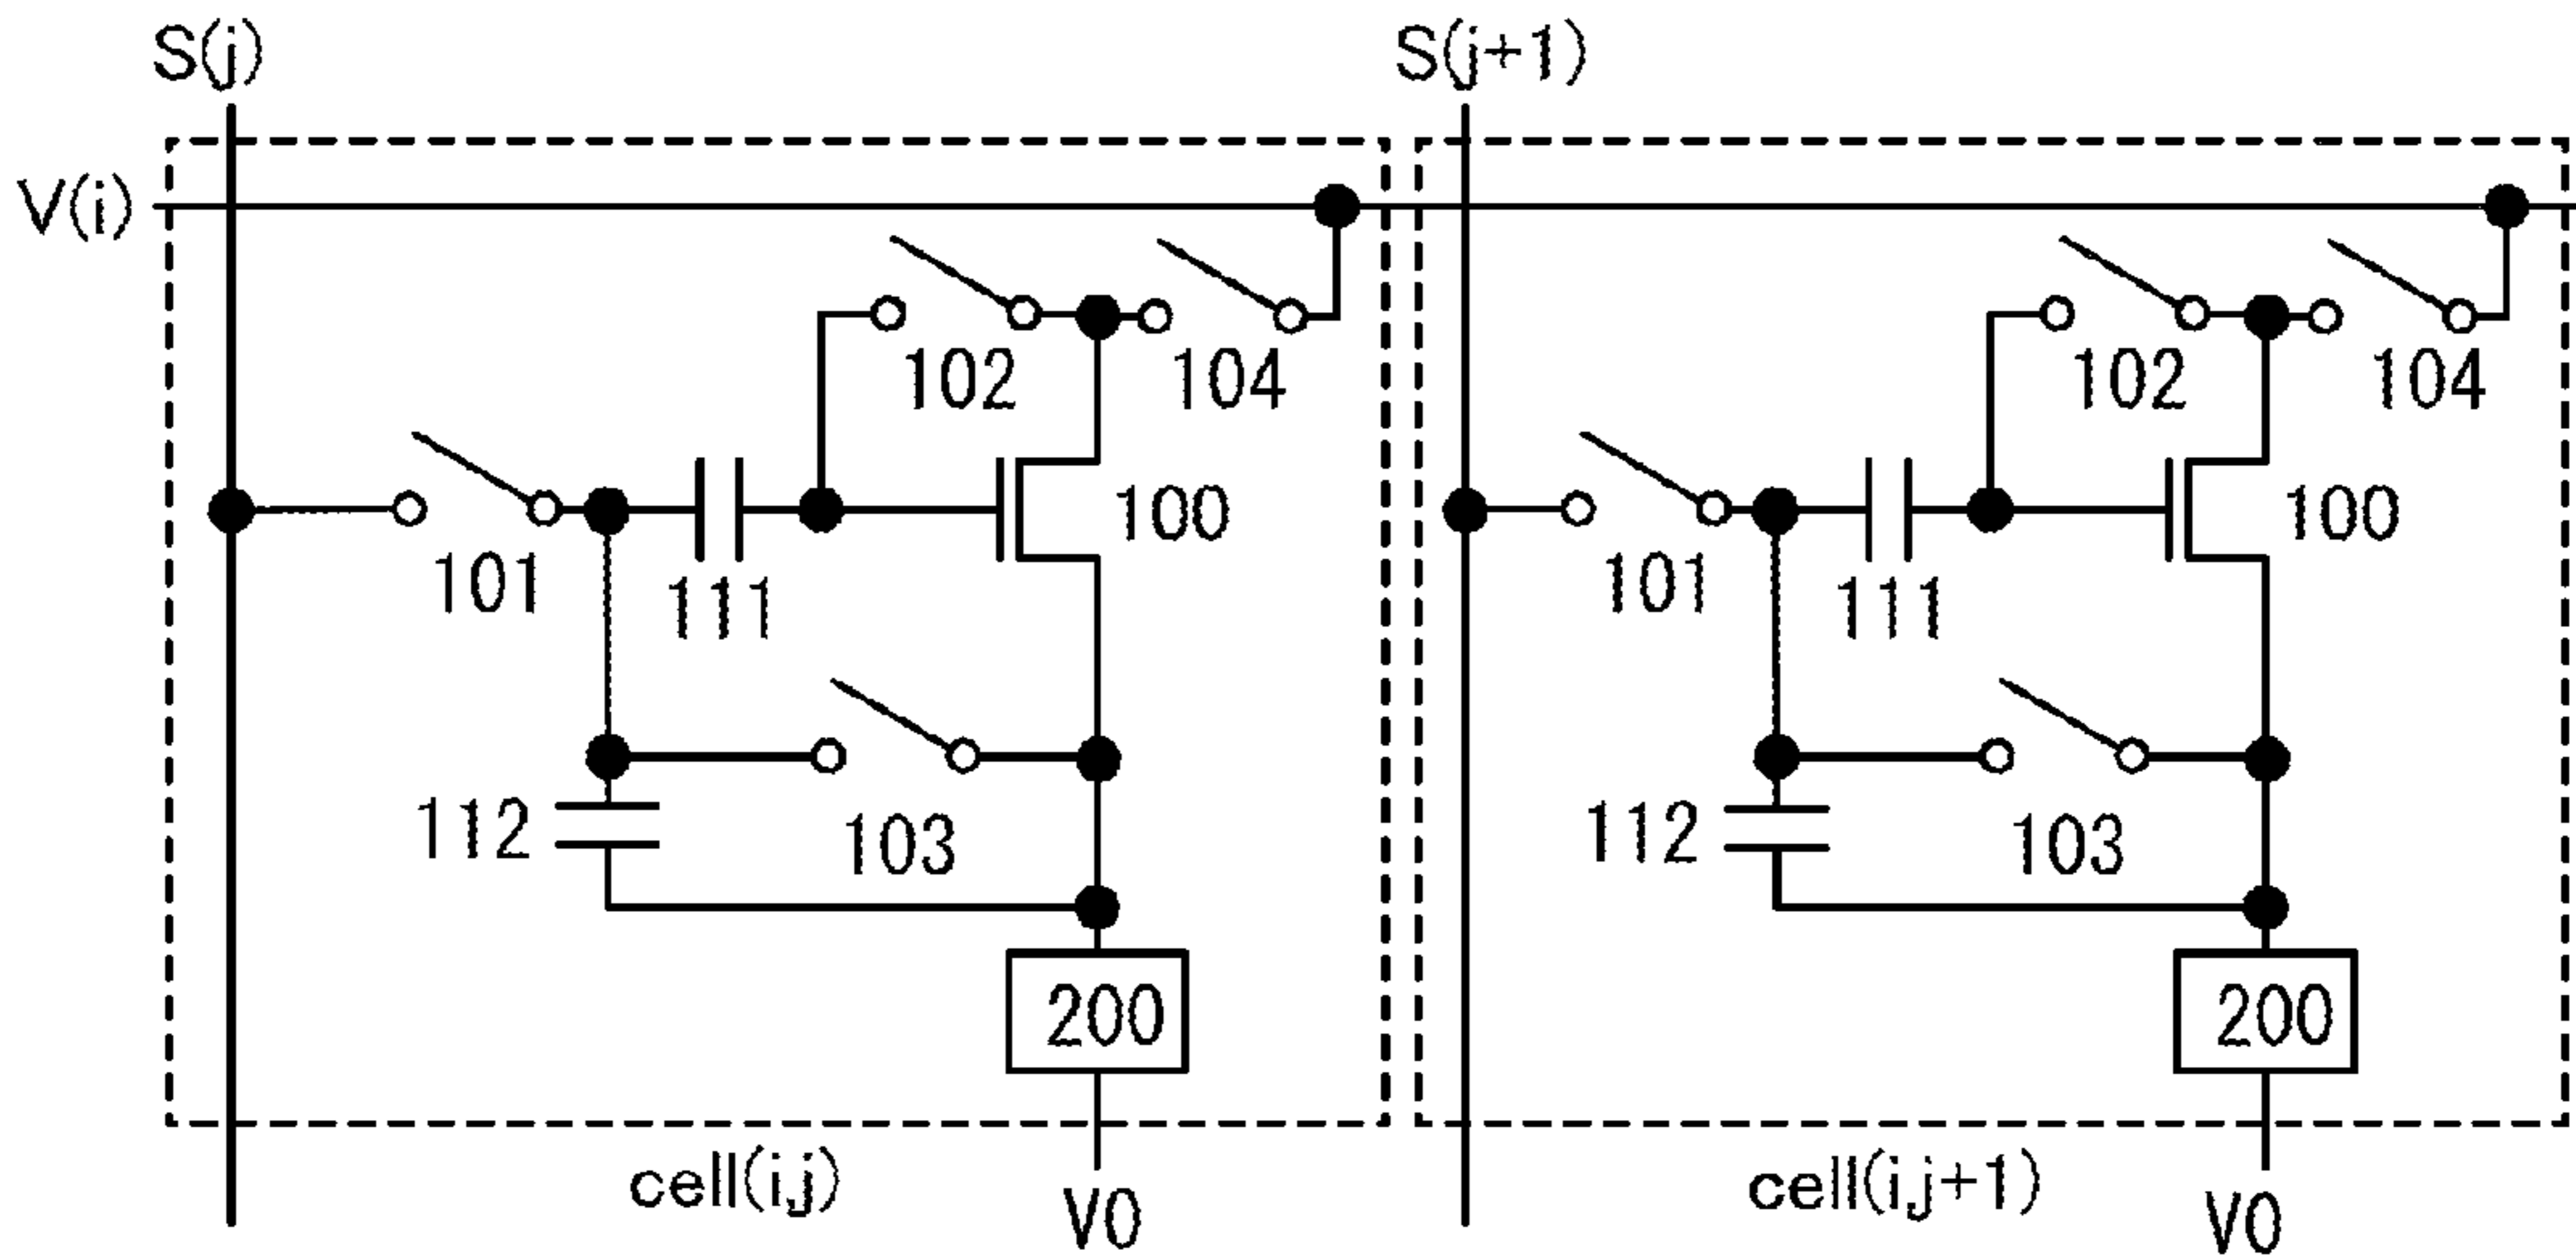 S(j) S(j+1)
V(i)
102 104 102 104
100 100
101 111 101 111
112 103 112 103
200 200
cell(i,j) cell(i,j+1)
V0 V0